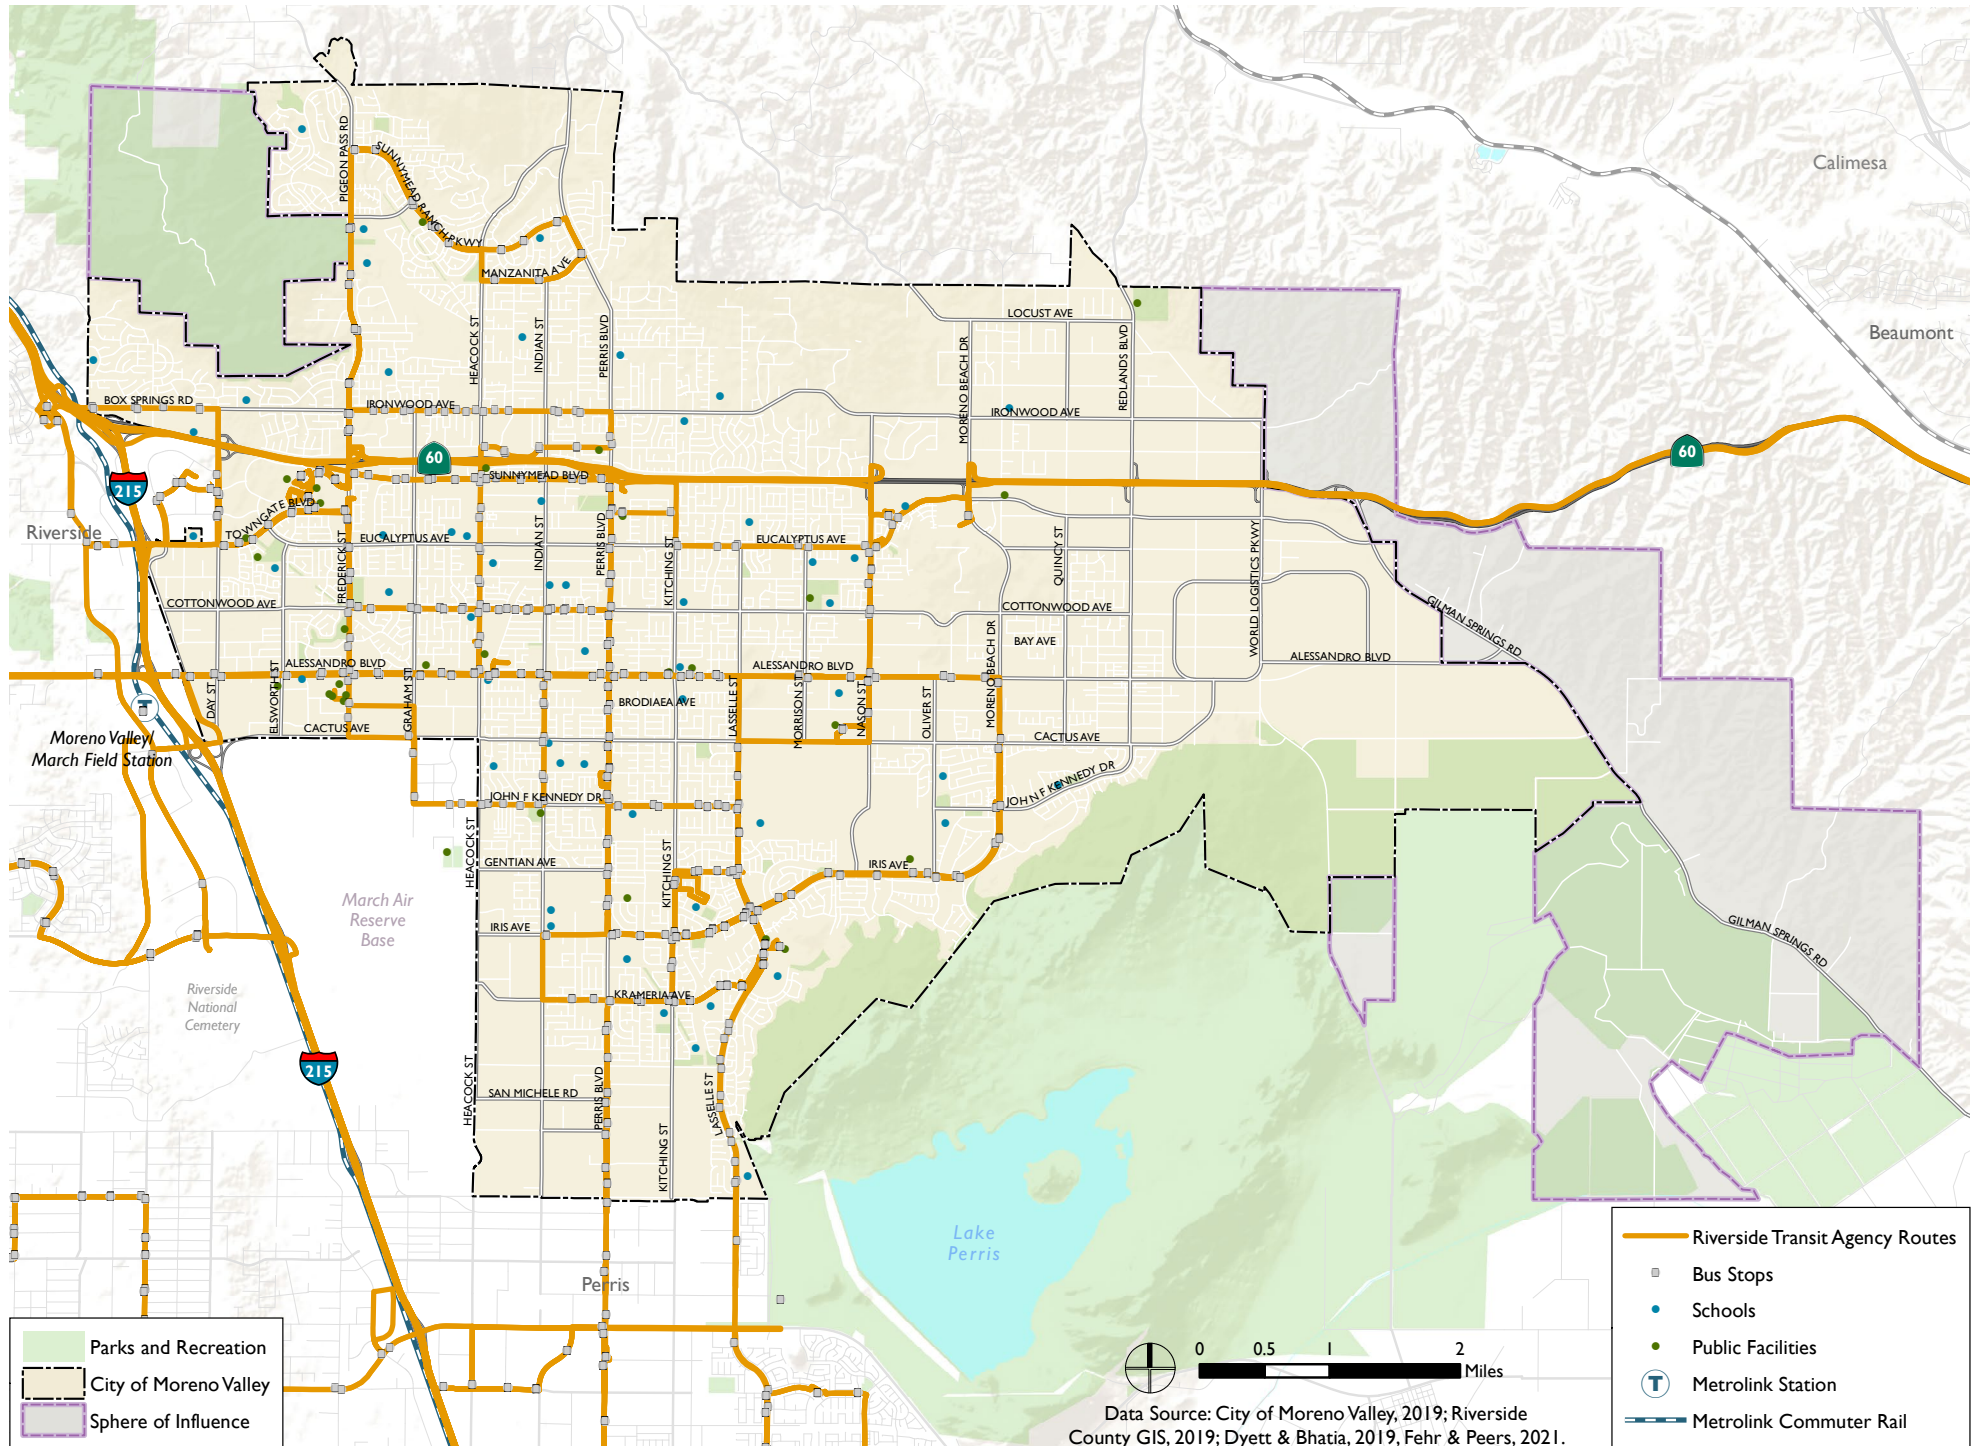 Calimesa
Beaumont
PIGEON PASS RD
SUNNYMEAD RANCH PKWY
MANZANITA AVE
HEACOCK ST
INDIAN ST
PERRIS BLVD
LOCUST AVE
MORENO BEACH DR
REDLANDS BLVD
BOX SPRINGS RD
IRONWOOD AVE
IRONWOOD AVE
60
60
SUNNYMEAD BLVD
215
TOWNGATE BLVD
Riverside
EUCALYPTUS AVE
EUCALYPTUS AVE
FREDERICK ST
INDIAN ST
PERRIS BLVD
KITCHING ST
QUINCY ST
WORLD LOGISTICS PKWY
COTTONWOOD AVE
COTTONWOOD AVE
GILMAN SPRINGS RD
BAY AVE
ALESSANDRO BLVD
ALESSANDRO BLVD
ALESSANDRO BLVD
MORENO BEACH DR
DAY ST
ELSWORTH ST
GRAHAM ST
BRODIAEA AVE
LASSELLE ST
MORRISON ST
NASON ST
OLIVER ST
T
Moreno Valley/
March Field Station
CACTUS AVE
CACTUS AVE
JOHN F KENNEDY DR
JOHN F KENNEDY DR
HEACOCK ST
KITCHING ST
GENTIAN AVE
IRIS AVE
March Air
Reserve
Base
IRIS AVE
GILMAN SPRINGS RD
Riverside
National
Cemetery
KRAMERIA AVE
215
HEACOCK ST
SAN MICHELE RD
PERRIS BLVD
LASSELLE ST
KITCHING ST
Lake
Perris
Perris
Riverside Transit Agency Routes
Bus Stops
Schools
Public Facilities
T
Metrolink Station
Metrolink Commuter Rail
Parks and Recreation
City of Moreno Valley
Sphere of Influence
0 0.5 1 2
Miles
Data Source: City of Moreno Valley, 2019; Riverside
County GIS, 2019; Dyett & Bhatia, 2019, Fehr & Peers, 2021.